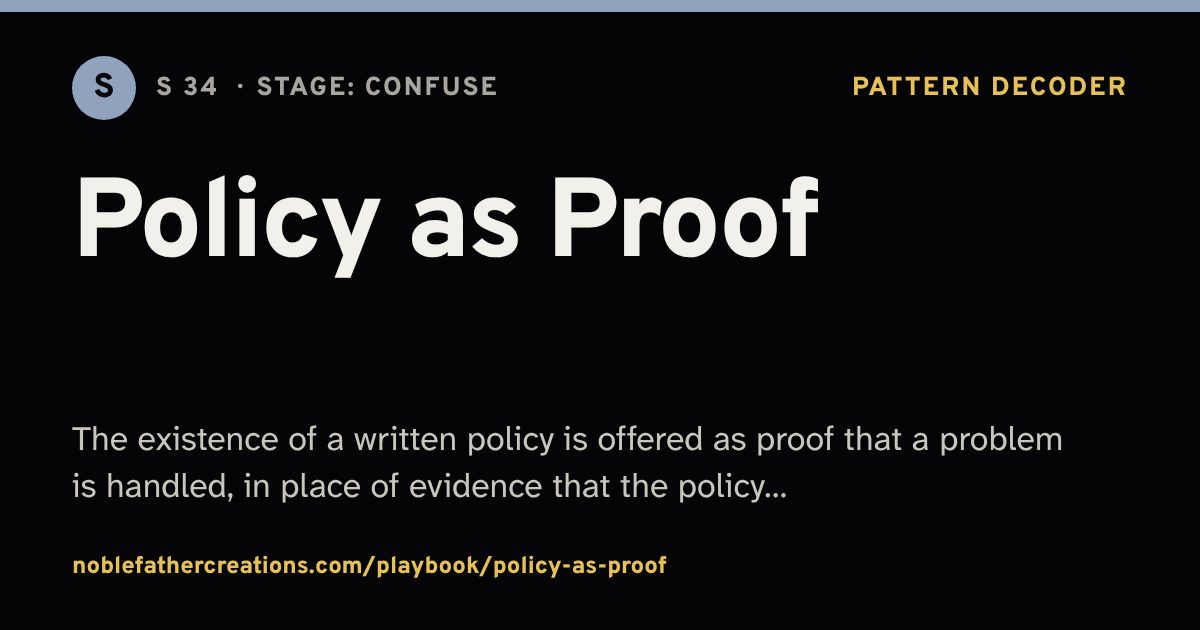 S
S 34 · STAGE: CONFUSE
PATTERN DECODER
Policy as Proof
The existence of a written policy is offered as proof that a problem
is handled, in place of evidence that the policy...
noblefathercreations.com/playbook/policy-as-proof